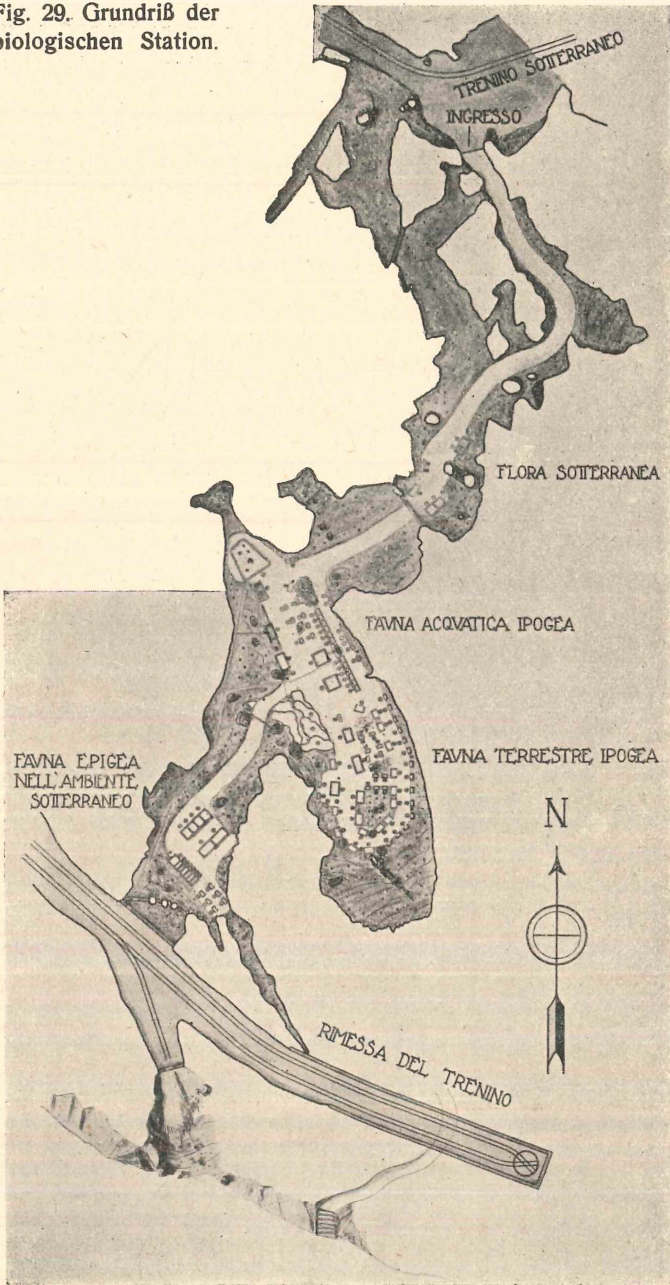 Fig. 29. Grundriß der
biologischen Station.
TRENINO SOTTERRANEO
INGRESSO
FLORA SOTTERRANEA
FAVNA ACQVATICA IPOGEA
FAVNA TERRESTRE IPOGEA
FAVNA EPIGEA
NELL'AMBIENTE
SOTTERRANEO
N
RIMESSA DEL TRENINO